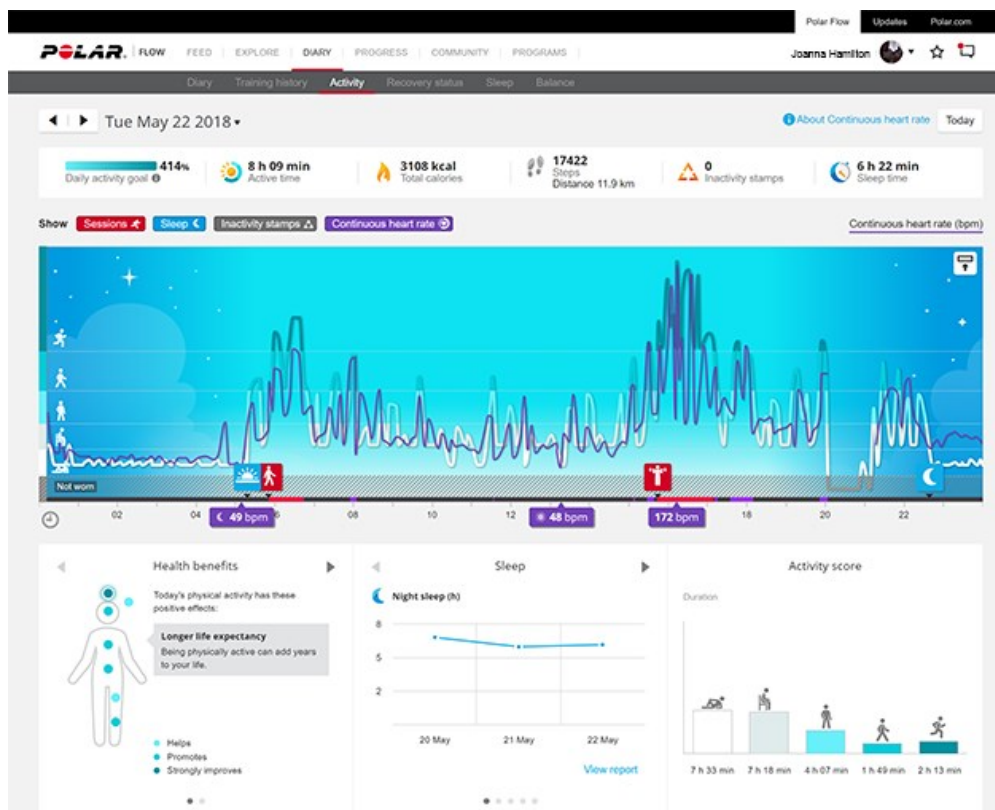 Polar Flow Updates Polar.com
POLAR. FLOW FEED EXPLORE DIARY PROGRESS COMMUNITY PROGRAMS Joanna Hamilton
Diary Training history Activity Recovery status Sleep Balance
Tue May 22 2018 About Continuous heart rate Today
414% 8 h 09 min 3108 kcal 17422 0 6 h 22 min
Daily activity goal Active time Total calories Steps Inactivity stamps Sleep time
Distance 11.9 km
Show Sessions Sleep Inactivity stamps Continuous heart rate Continuous heart rate (bpm)
Not worn
02 04 6 08 10 12 18 20 22
49 bpm 48 bpm 172 bpm
Health benefits
Today's physical activity has these
positive effects:
Longer life expectancy
Being physically active can add years
to your life.
Helps
Promotes
Strongly improves
Sleep
Night sleep (h)
8
5
2
20 May 21 May 22 May
View report
Activity score
Duration
7 h 33 min 7 h 18 min 4 h 07 min 1 h 49 min 2 h 13 min